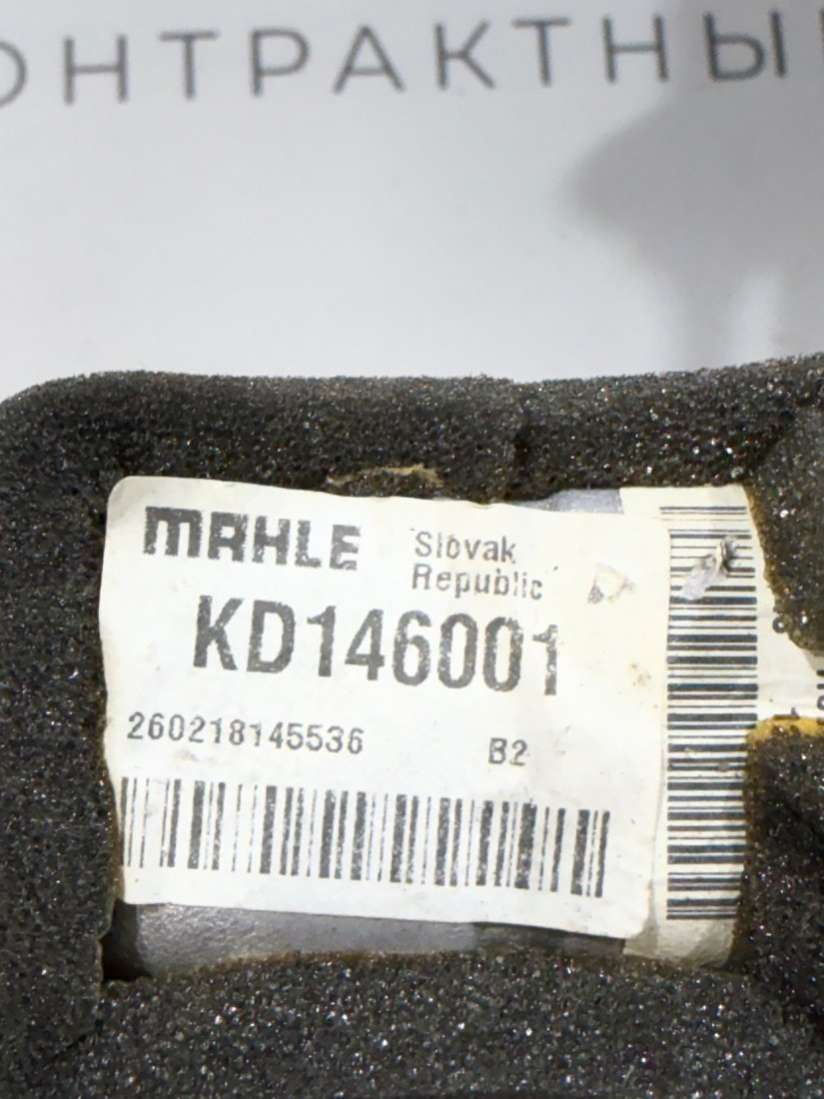 ОНТРАКТНЫ
MAHLE
Slovak
Republic
KD146001
260218145536 B2